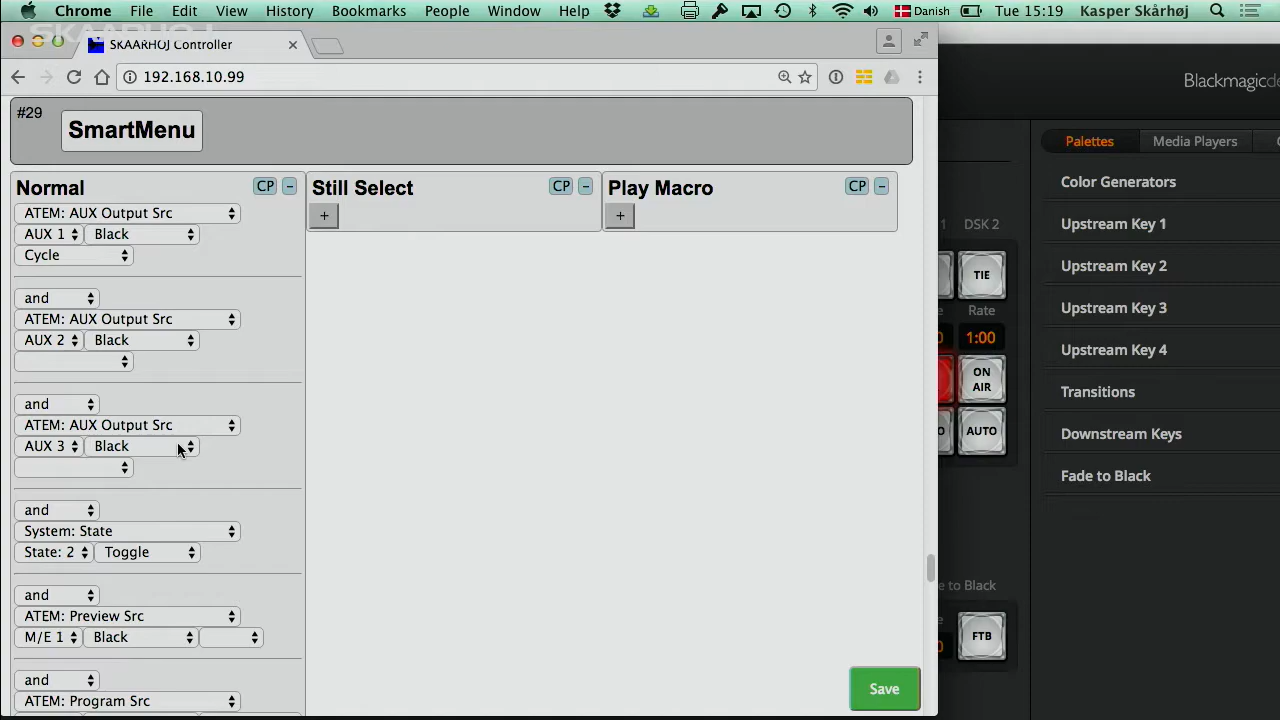 Chrome File Edit View History Bookmarks People Window Help Danish Tue 15:19 Kasper Skårhøj
SKAARHOJ
SKAARHOJ Controller
192.168.10.99
#29
SmartMenu
Normal CP −
ATEM: AUX Output Src
AUX 1 Black
Cycle
and
ATEM: AUX Output Src
AUX 2 Black
and
ATEM: AUX Output Src
AUX 3 Black
and
System: State
State: 2 Toggle
and
ATEM: Preview Src
M/E 1 Black
and
ATEM: Program Src
Still Select CP −
+
Play Macro CP −
+
Save
Blackmagicde
1 DSK 2
TIE
Rate
1:00
ON
AIR
AUTO
e to Black
FTB
Palettes Media Players
Color Generators
Upstream Key 1
Upstream Key 2
Upstream Key 3
Upstream Key 4
Transitions
Downstream Keys
Fade to Black